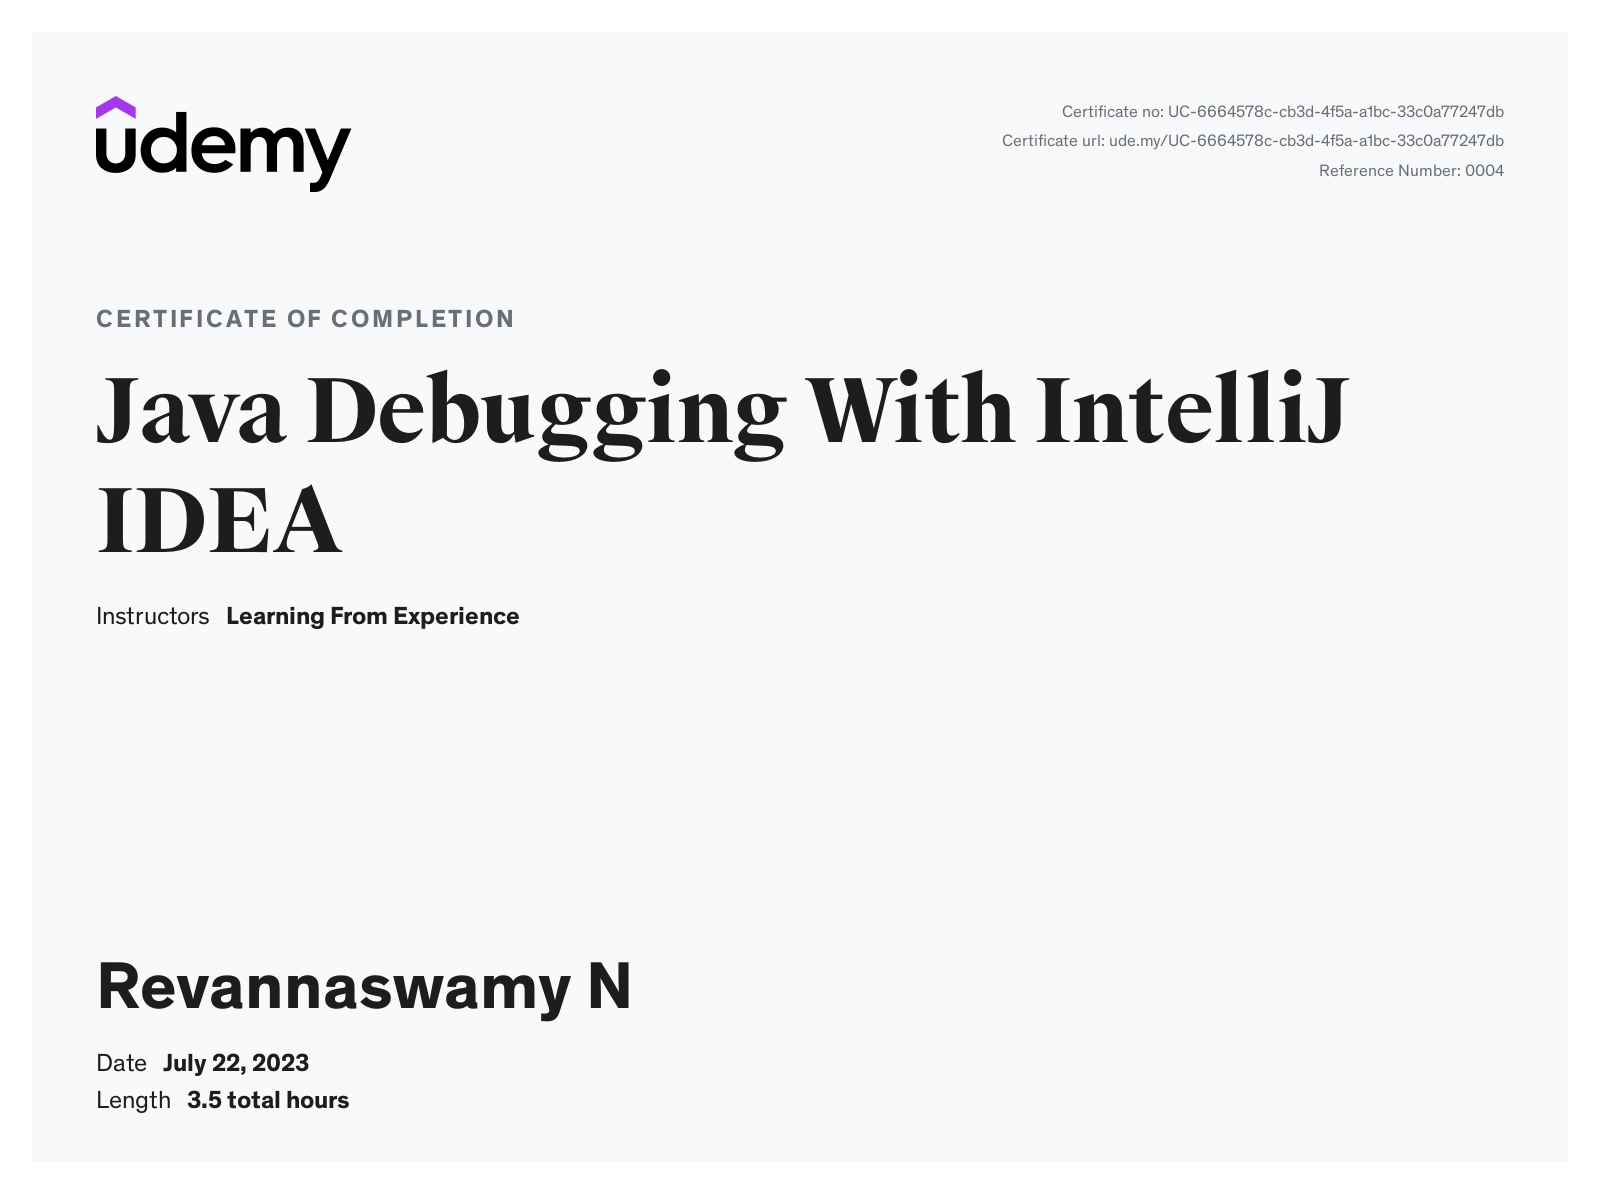 udemy
Certificate no: UC-6664578c-cb3d-4f5a-a1bc-33c0a77247db
Certificate url: ude.my/UC-6664578c-cb3d-4f5a-a1bc-33c0a77247db
Reference Number: 0004
CERTIFICATE OF COMPLETION
Java Debugging With IntelliJ
IDEA
Instructors Learning From Experience
Revannaswamy N
Date July 22, 2023
Length 3.5 total hours